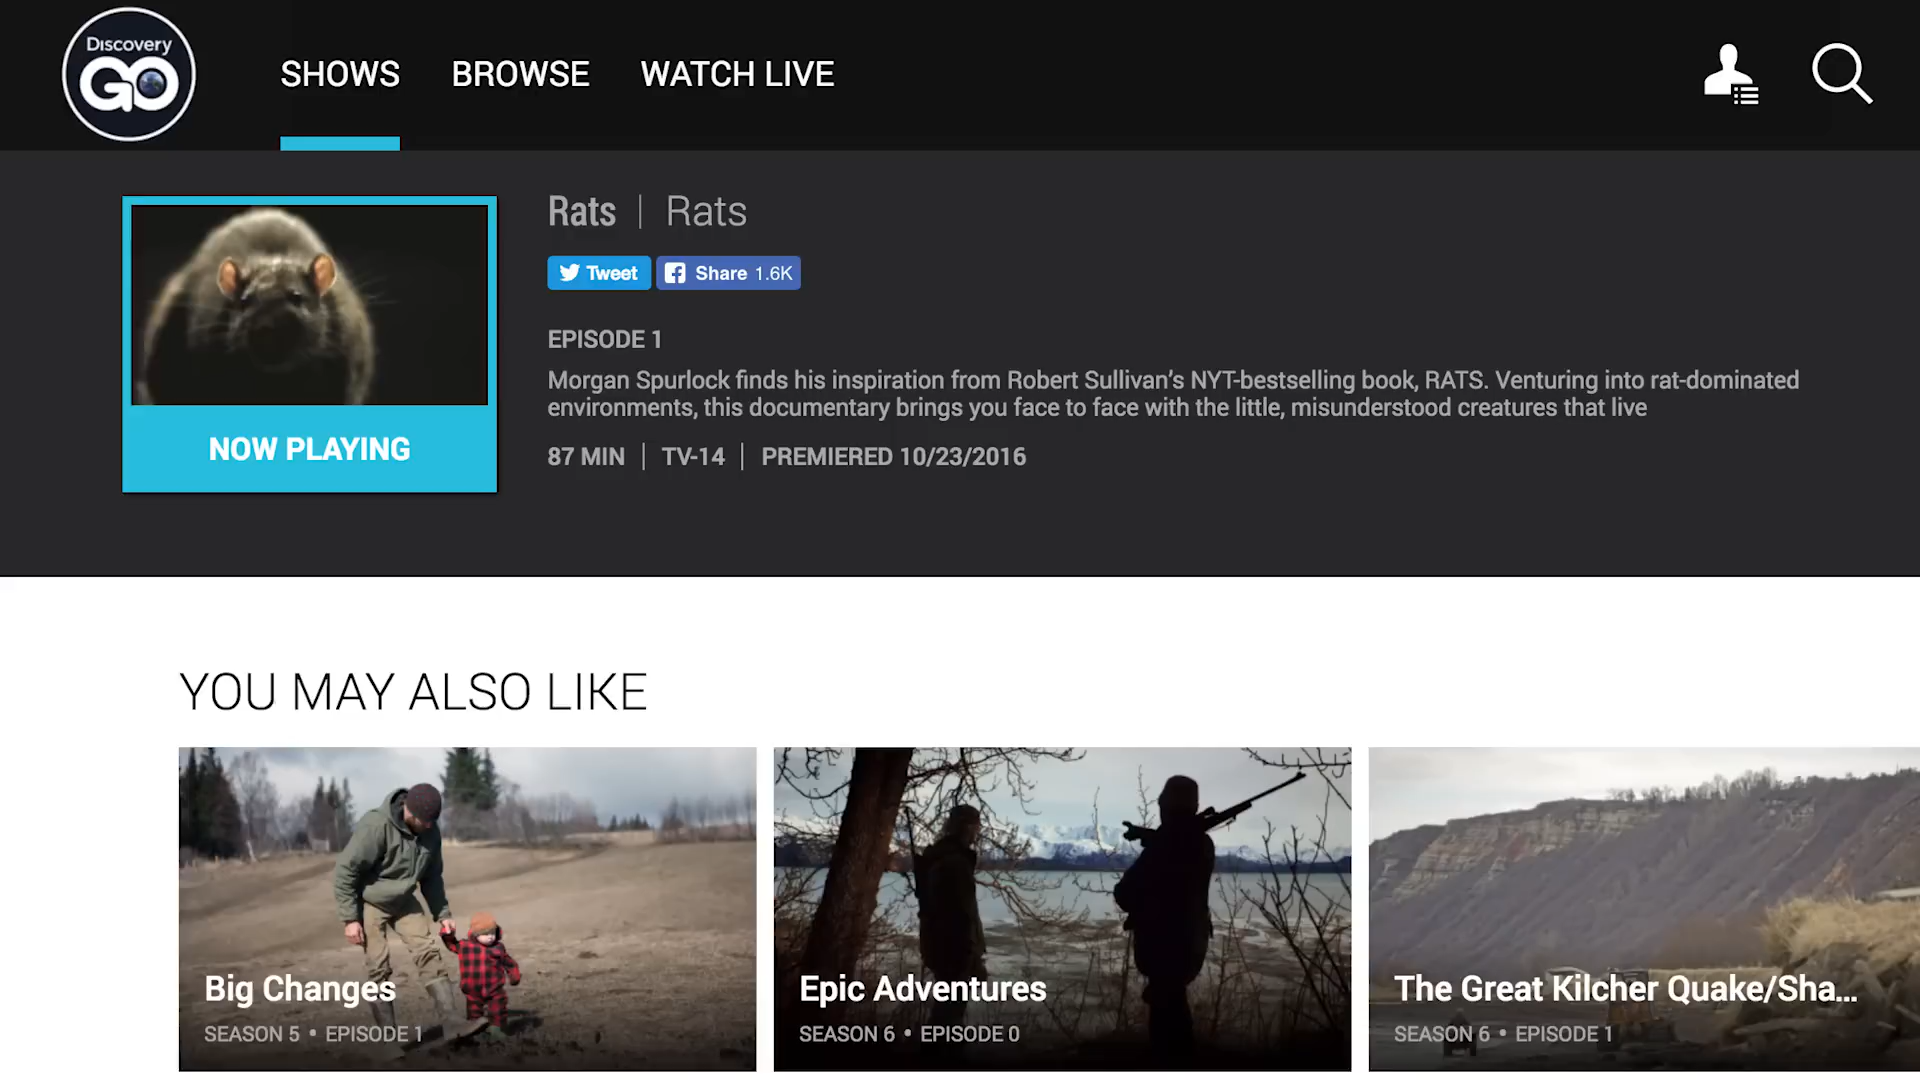 Discovery
GO
SHOWS
BROWSE
WATCH LIVE
Rats | Rats
Tweet
Share 1.6K
EPISODE 1
Morgan Spurlock finds his inspiration from Robert Sullivan’s NYT-bestselling book, RATS. Venturing into rat-dominated
environments, this documentary brings you face to face with the little, misunderstood creatures that live
87 MIN | TV-14 | PREMIERED 10/23/2016
NOW PLAYING
YOU MAY ALSO LIKE
Big Changes
SEASON 5 • EPISODE 1
Epic Adventures
SEASON 6 • EPISODE 0
The Great Kilcher Quake/Sha...
SEASON 6 • EPISODE 1